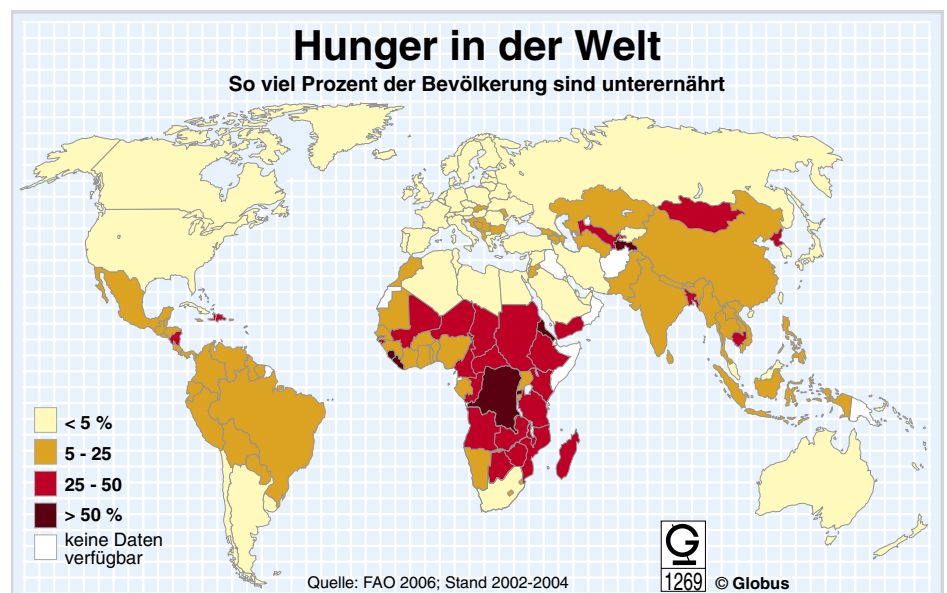 Hunger in der Welt
So viel Prozent der Bevölkerung sind unterernährt
< 5 %
5 - 25
25 - 50
> 50 %
keine Daten
verfügbar
Quelle: FAO 2006; Stand 2002-2004
G
1269
© Globus